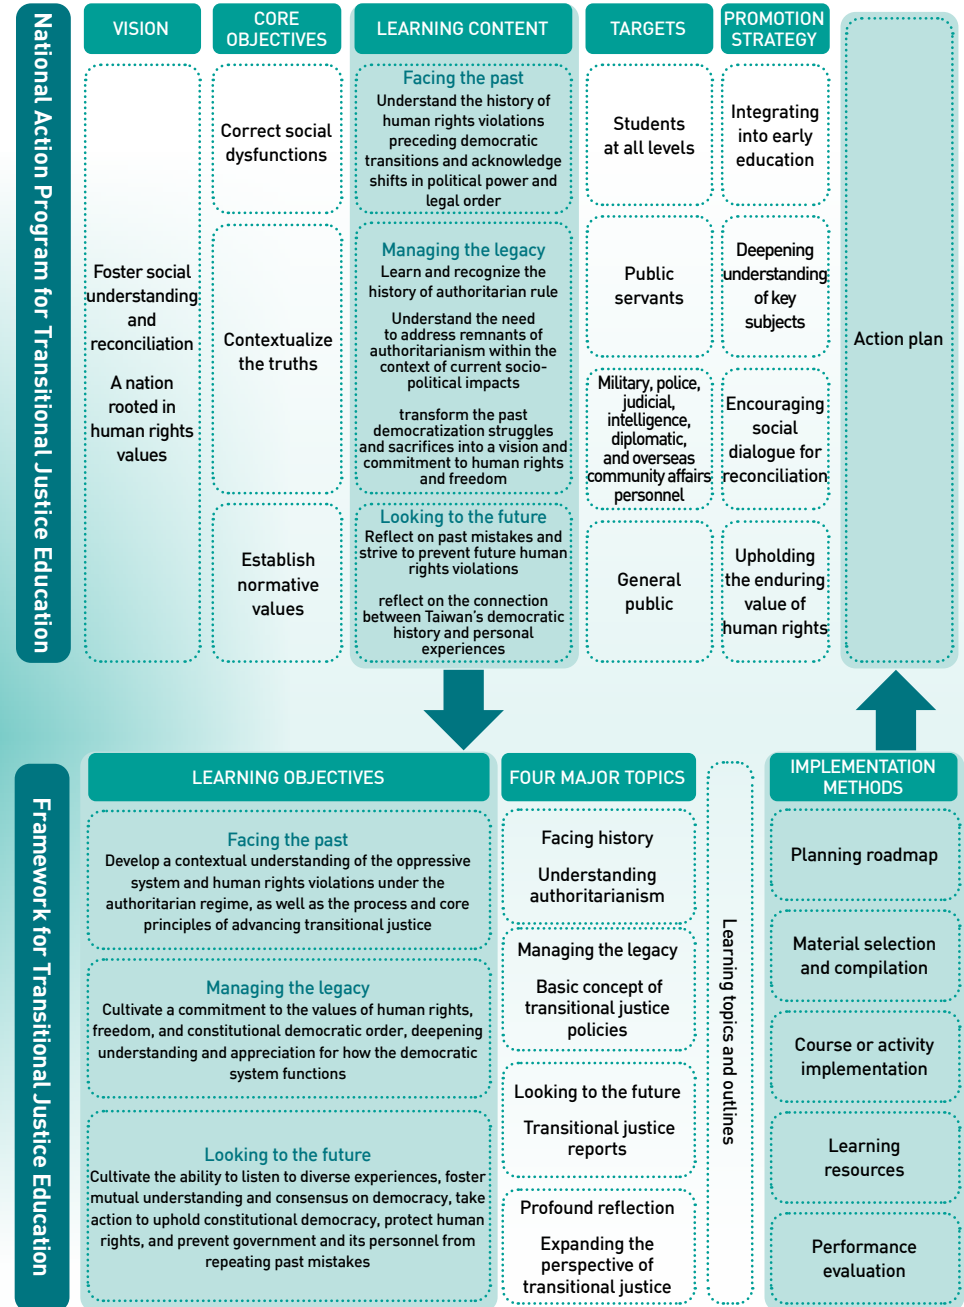 National Action Program for Transitional Justice Education
VISION
Foster social
understanding
and
reconciliation
A nation
rooted in
human rights
values
CORE
OBJECTIVES
Correct social
dysfunctions
Contextualize
the truths
Establish
normative
values
LEARNING CONTENT
Facing the past
Understand the history of
human rights violations
preceding democratic
transitions and acknowledge
shifts in political power and
legal order
Managing the legacy
Learn and recognize the
history of authoritarian rule
Understand the need
to address remnants of
authoritarianism within the
context of current socio-
political impacts
transform the past
democratization struggles
and sacrifices into a vision and
commitment to human rights
and freedom
Looking to the future
Reflect on past mistakes and
strive to prevent future human
rights violations
reflect on the connection
between Taiwan's democratic
history and personal
experiences
TARGETS
Students
at all levels
Public
servants
Military, police,
judicial,
intelligence,
diplomatic,
and overseas
community affairs
personnel
General
public
PROMOTION
STRATEGY
Integrating
into early
education
Deepening
understanding
of key
subjects
Encouraging
social
dialogue for
reconciliation
Upholding
the enduring
value of
human rights
Action plan
Framework for Transitional Justice Education
LEARNING OBJECTIVES
Facing the past
Develop a contextual understanding of the oppressive
system and human rights violations under the
authoritarian regime, as well as the process and core
principles of advancing transitional justice
Managing the legacy
Cultivate a commitment to the values of human rights,
freedom, and constitutional democratic order, deepening
understanding and appreciation for how the democratic
system functions
Looking to the future
Cultivate the ability to listen to diverse experiences, foster
mutual understanding and consensus on democracy, take
action to uphold constitutional democracy, protect human
rights, and prevent government and its personnel from
repeating past mistakes
FOUR MAJOR TOPICS
Facing history
Understanding
authoritarianism
Managing the legacy
Basic concept of
transitional justice
policies
Looking to the future
Transitional justice
reports
Profound reflection
Expanding the
perspective of
transitional justice
Learning topics and outlines
IMPLEMENTATION
METHODS
Planning roadmap
Material selection
and compilation
Course or activity
implementation
Learning
resources
Performance
evaluation